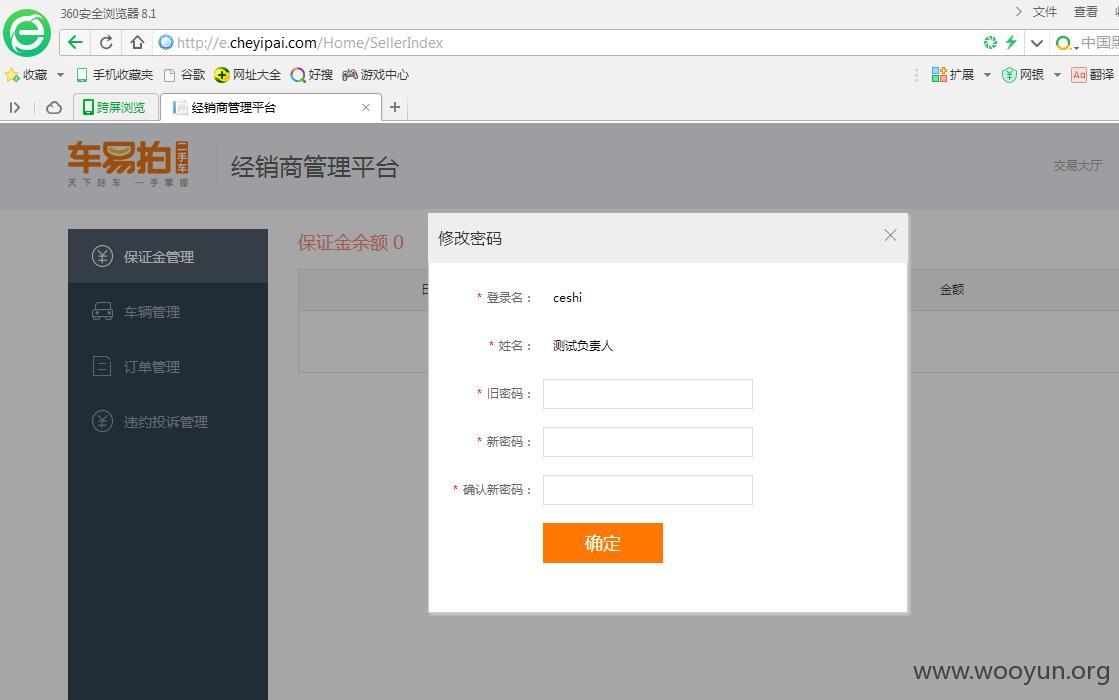 360安全浏览器 8.1
文件 查看
http://e.cheyipai.com/Home/SellerIndex
中国
收藏 手机收藏夹 谷歌 网址大全 好搜 游戏中心 扩展 网银 翻译
跨屏浏览 经销商管理平台
车易拍 二手车
天下好车 一手掌握
经销商管理平台
交易大厅
保证金管理
车辆管理
订单管理
违约投诉管理
保证金余额 0
金额
修改密码
* 登录名： ceshi
* 姓名： 测试负责人
* 旧密码：
* 新密码：
* 确认新密码：
确定
www.wooyun.org